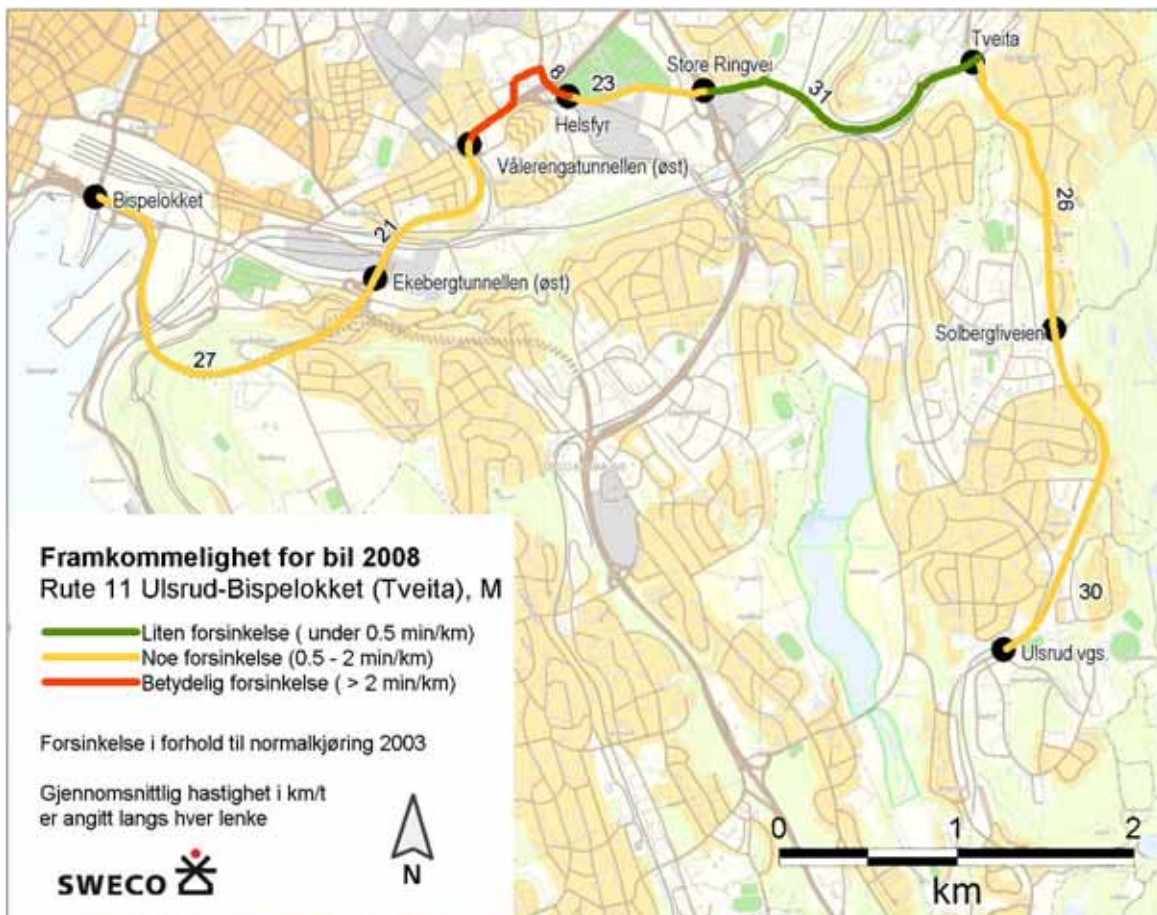 Tveita
Store Ringvei
8
23
31
Helsfyr
Vålerengatunnellen (øst)
Bispelokket
21
26
Ekebergtunnellen (øst)
Solbergliveien
27
Framkommelighet for bil 2008
Rute 11 Ulsrud-Bispelokket (Tveita), M
30
Liten forsinkelse ( under 0.5 min/km)
Noe forsinkelse (0.5 - 2 min/km)
Ulsrud vgs.
Betydelig forsinkelse ( > 2 min/km)
Forsinkelse i forhold til normalkjøring 2003
Gjennomsnittlig hastighet i km/t
er angitt langs hver lenke
0 1 2
km
N
SWECO